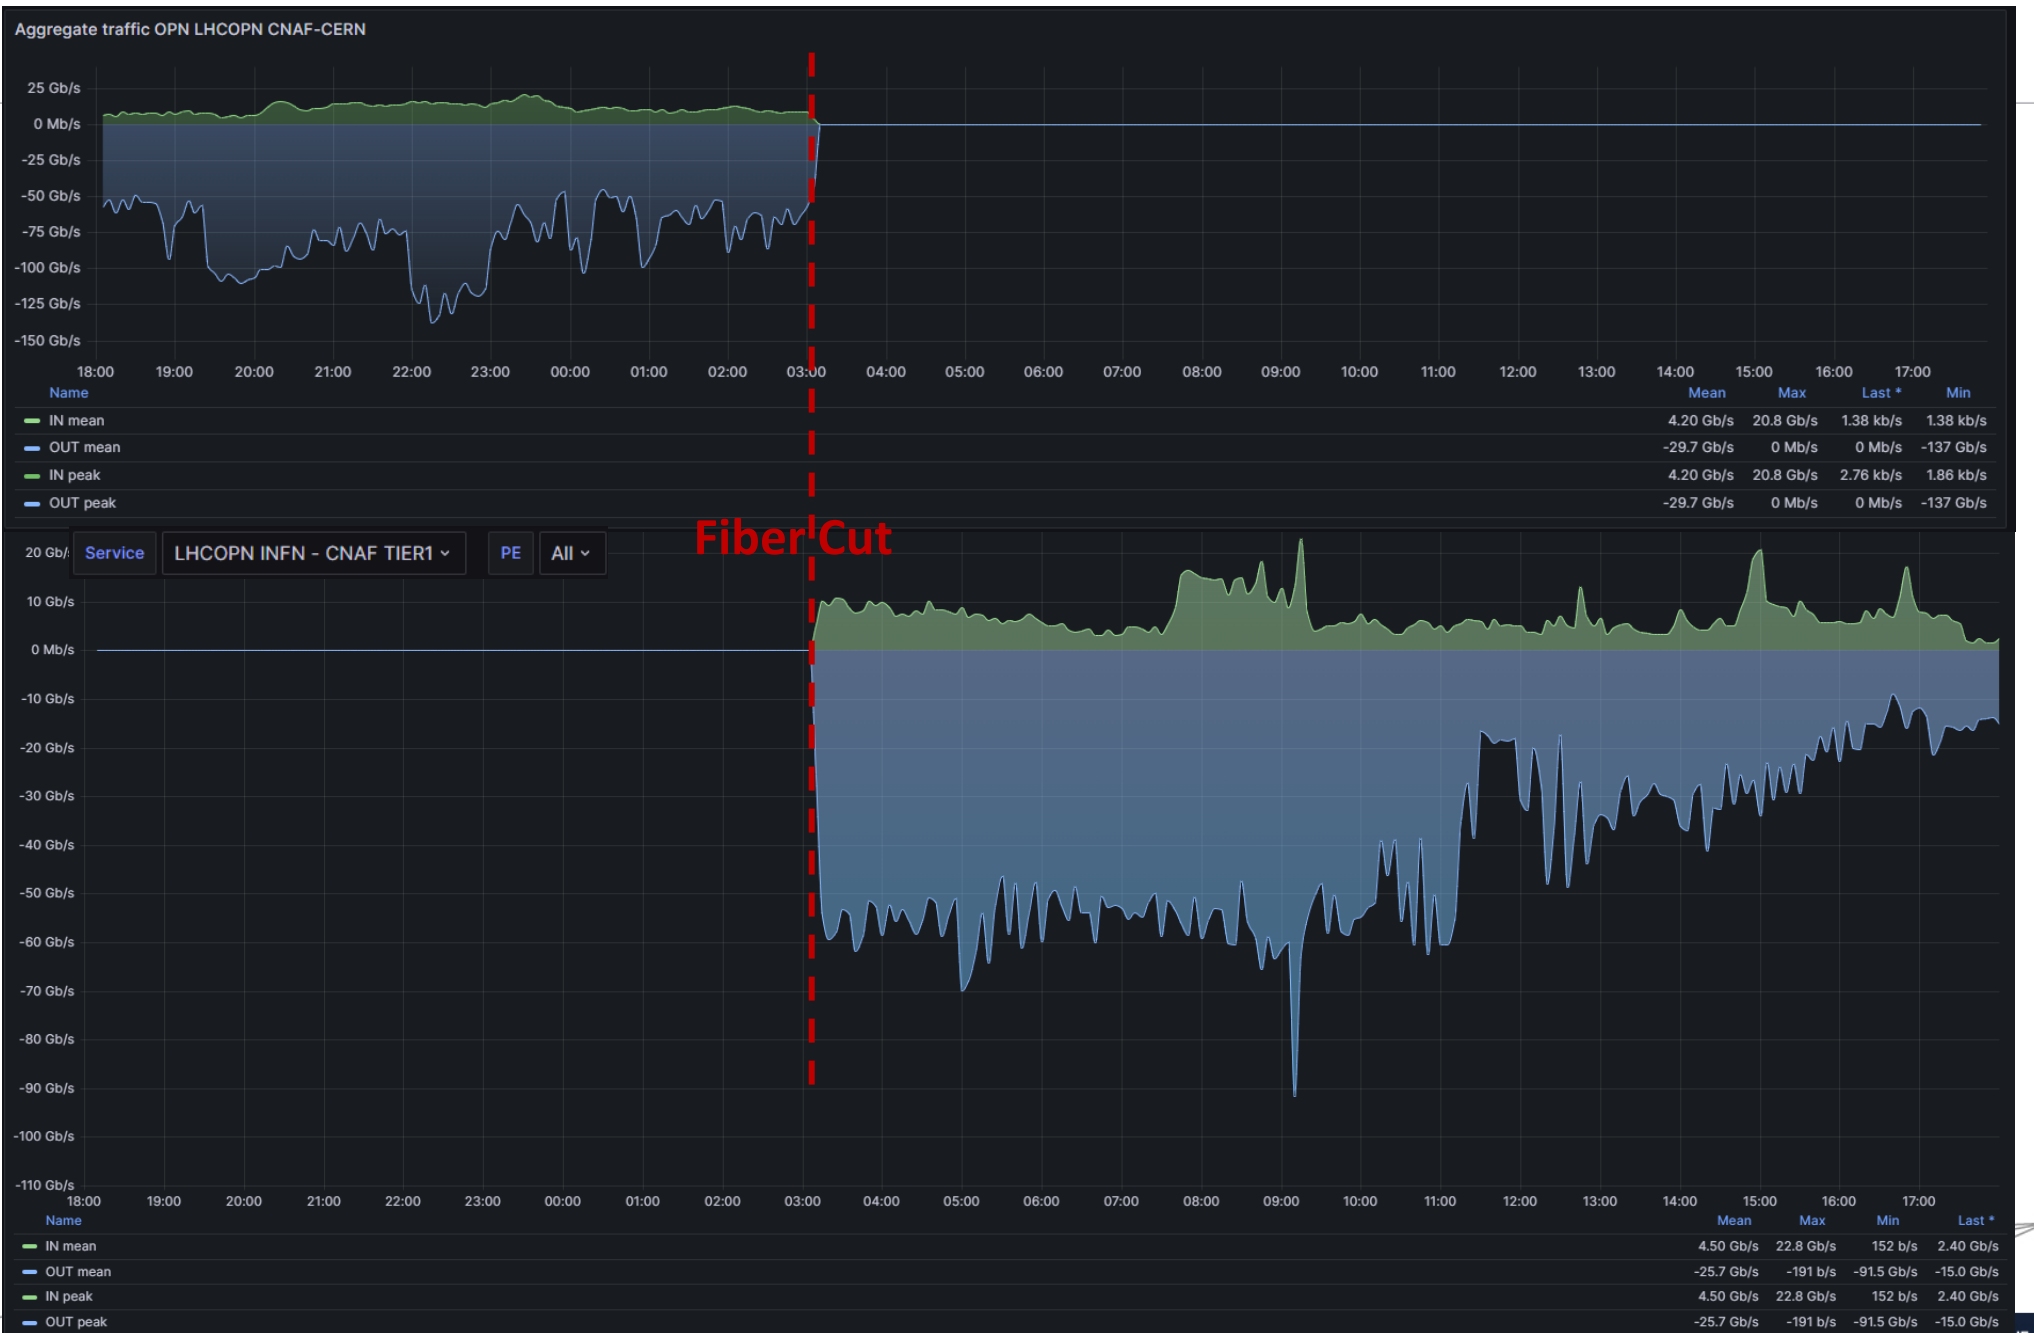 Aggregate traffic OPN LHCOPN CNAF-CERN
25 Gb/s
0 Mb/s
-25 Gb/s
-50 Gb/s
-75 Gb/s
-100 Gb/s
-125 Gb/s
-150 Gb/s
18:00 19:00 20:00 21:00 22:00 23:00 00:00 01:00 02:00 03:00 04:00 05:00 06:00 07:00 08:00 09:00 10:00 11:00 12:00 13:00 14:00 15:00 16:00 17:00
Name Mean Max Last * Min
IN mean 4.20 Gb/s 20.8 Gb/s 1.38 kb/s 1.38 kb/s
OUT mean -29.7 Gb/s 0 Mb/s 0 Mb/s -137 Gb/s
IN peak 4.20 Gb/s 20.8 Gb/s 2.76 kb/s 1.86 kb/s
OUT peak -29.7 Gb/s 0 Mb/s 0 Mb/s -137 Gb/s
Fiber Cut
20 Gb/s Service LHCOPN INFN - CNAF TIER1 PE All
10 Gb/s
0 Mb/s
-10 Gb/s
-20 Gb/s
-30 Gb/s
-40 Gb/s
-50 Gb/s
-60 Gb/s
-70 Gb/s
-80 Gb/s
-90 Gb/s
-100 Gb/s
-110 Gb/s
18:00 19:00 20:00 21:00 22:00 23:00 00:00 01:00 02:00 03:00 04:00 05:00 06:00 07:00 08:00 09:00 10:00 11:00 12:00 13:00 14:00 15:00 16:00 17:00
Name Mean Max Min Last *
IN mean 4.50 Gb/s 22.8 Gb/s 152 b/s 2.40 Gb/s
OUT mean -25.7 Gb/s -191 b/s -91.5 Gb/s -15.0 Gb/s
IN peak 4.50 Gb/s 22.8 Gb/s 152 b/s 2.40 Gb/s
OUT peak -25.7 Gb/s -191 b/s -91.5 Gb/s -15.0 Gb/s